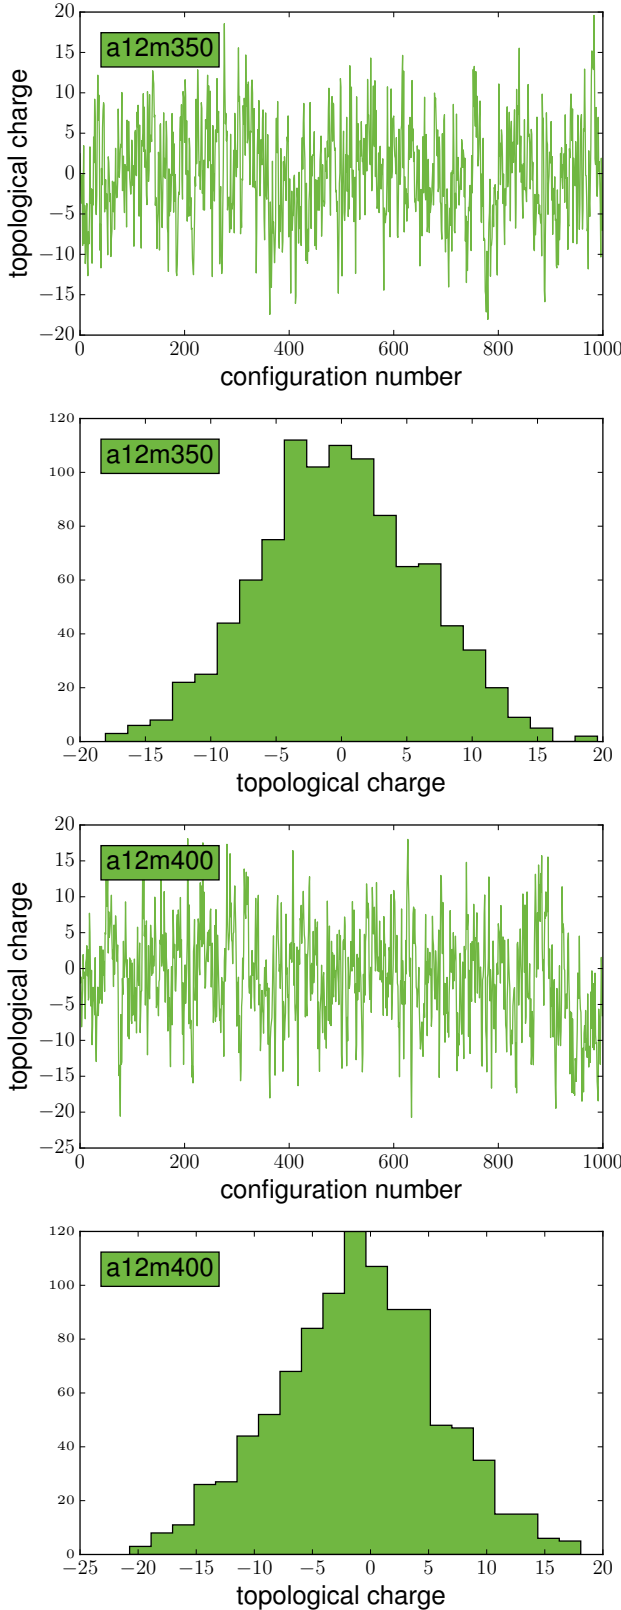 20
15
10
5
0
−5
−10
−15
−20
topological charge
a12m350
0 200 400 600 800 1000
configuration number
120
100
80
60
40
20
0
a12m350
−20 −15 −10 −5 0 5 10 15 20
topological charge
20
15
10
5
0
−5
−10
−15
−20
−25
topological charge
a12m400
0 200 400 600 800 1000
configuration number
120
100
80
60
40
20
0
a12m400
−25 −20 −15 −10 −5 0 5 10 15 20
topological charge